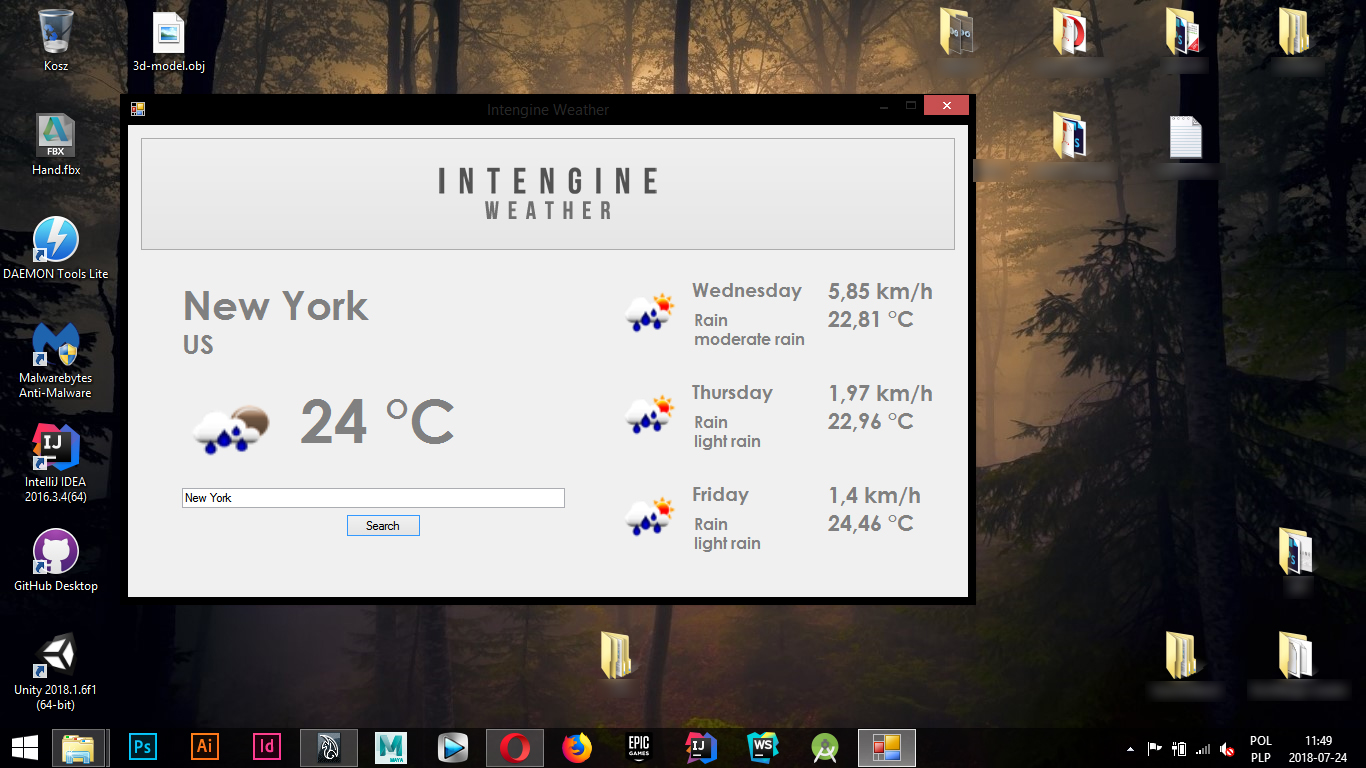 Kosz
3d-model.obj
FBX
Hand.fbx
DAEMON Tools Lite
Malwarebytes
Anti-Malware
IJ
IntelliJ IDEA
2016.3.4(64)
GitHub Desktop
Unity 2018.1.6f1
(64-bit)
Intengine Weather
INTENGINE
WEATHER
New York
US
24 °C
New York
Search
Wednesday 5,85 km/h
Rain 22,81 °C
moderate rain
Thursday 1,97 km/h
Rain 22,96 °C
light rain
Friday 1,4 km/h
Rain 24,46 °C
light rain
Ps
Ai
Id
M
MAYA
EPIC
GAMES
IJ
WS
POL
PLP
11:49
2018-07-24